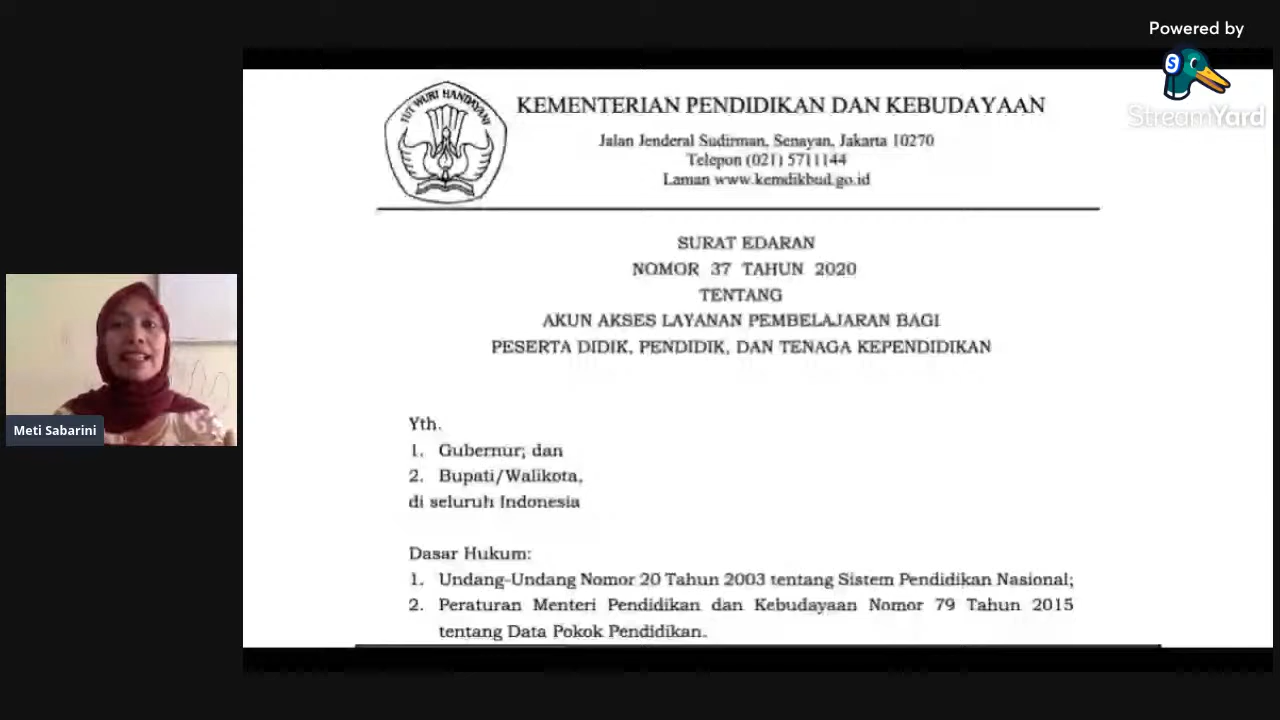 Powered by
StreamYard
TUT WURI HANDAYANI
KEMENTERIAN PENDIDIKAN DAN KEBUDAYAAN
Jalan Jenderal Sudirman, Senayan, Jakarta 10270
Telepon (021) 5711144
Laman www.kemdikbud.go.id
SURAT EDARAN
NOMOR 37 TAHUN 2020
TENTANG
AKUN AKSES LAYANAN PEMBELAJARAN BAGI
PESERTA DIDIK, PENDIDIK, DAN TENAGA KEPENDIDIKAN
Yth.
1. Gubernur; dan
2. Bupati/Walikota,
di seluruh Indonesia
Dasar Hukum:
1. Undang-Undang Nomor 20 Tahun 2003 tentang Sistem Pendidikan Nasional;
2. Peraturan Menteri Pendidikan dan Kebudayaan Nomor 79 Tahun 2015
tentang Data Pokok Pendidikan.
Meti Sabarini